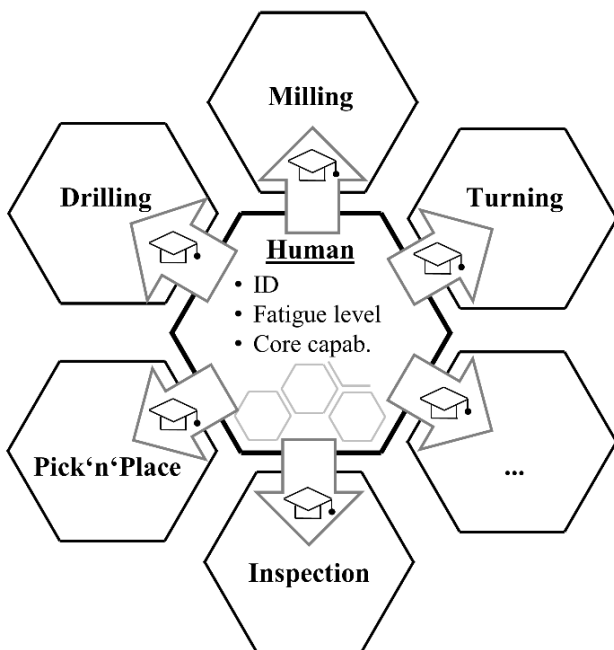 Milling
Drilling
Turning
Human
• ID
• Fatigue level
• Core capab.
Pick‘n‘Place
...
Inspection